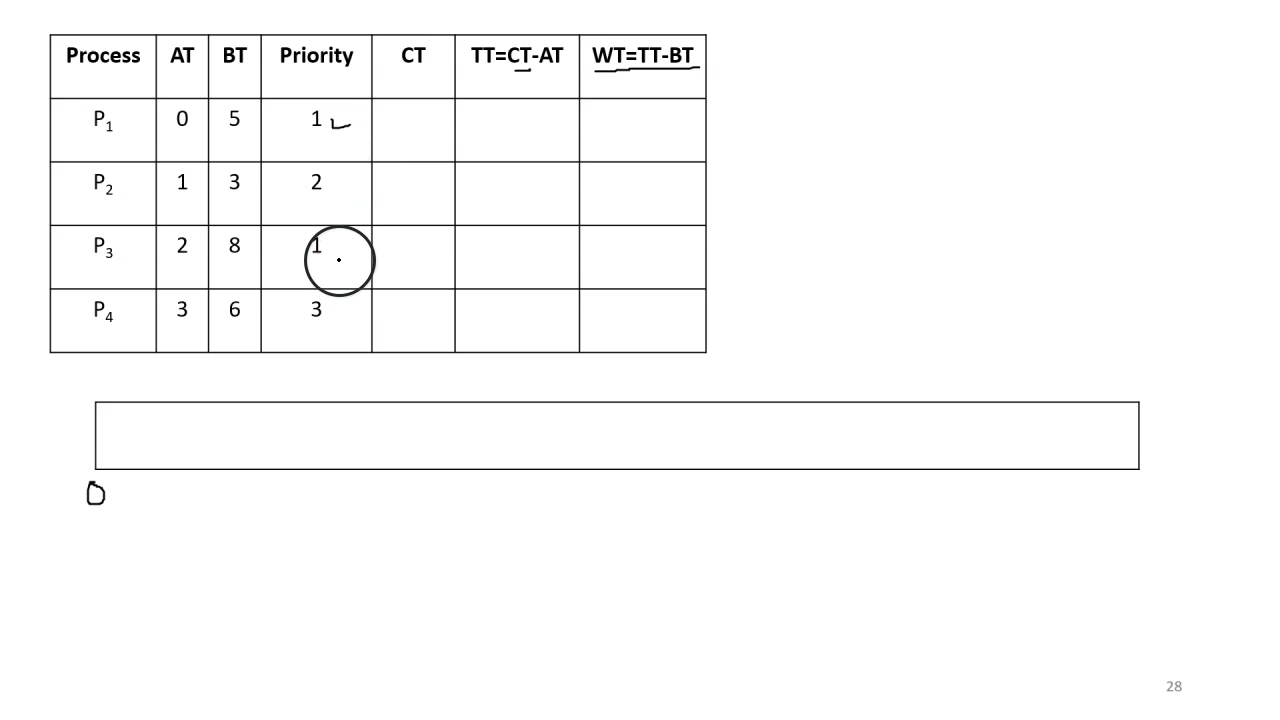 Process AT BT Priority CT TT=CT-AT WT=TT-BT
P1 0 5 1
P2 1 3 2
P3 2 8 1
P4 3 6 3
0
28